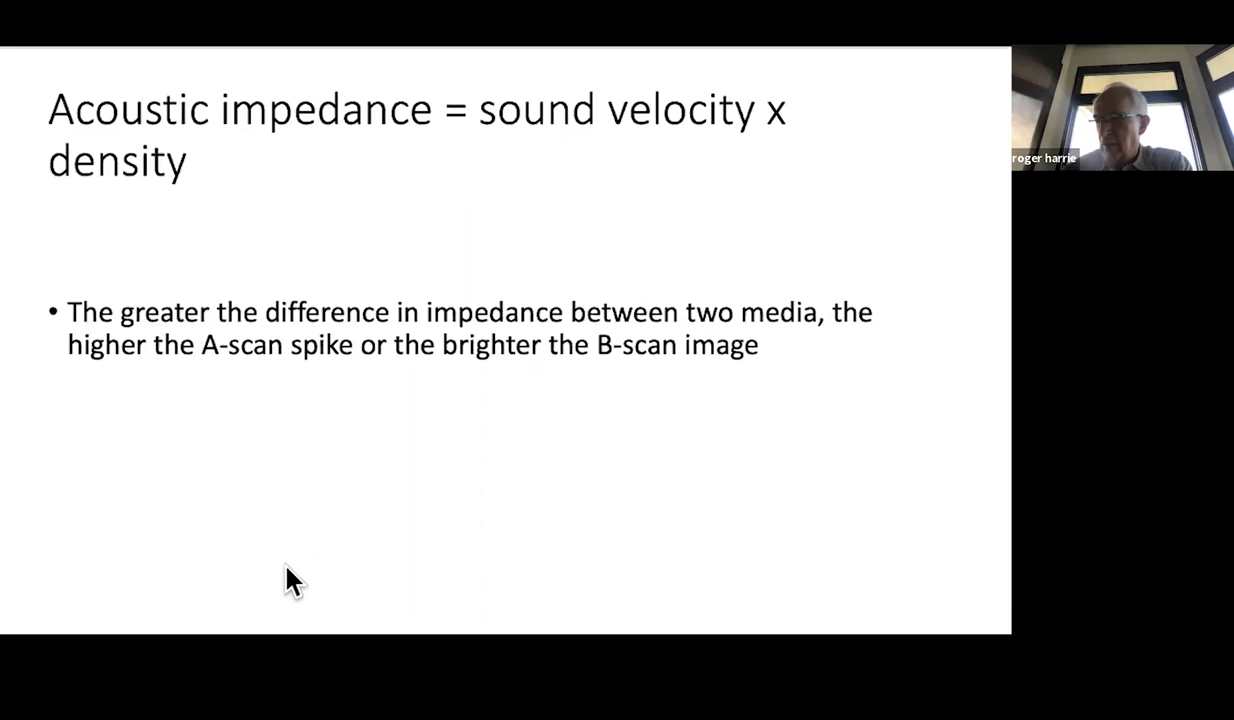 Acoustic impedance = sound velocity x
density
• The greater the difference in impedance between two media, the
higher the A-scan spike or the brighter the B-scan image
roger harrie